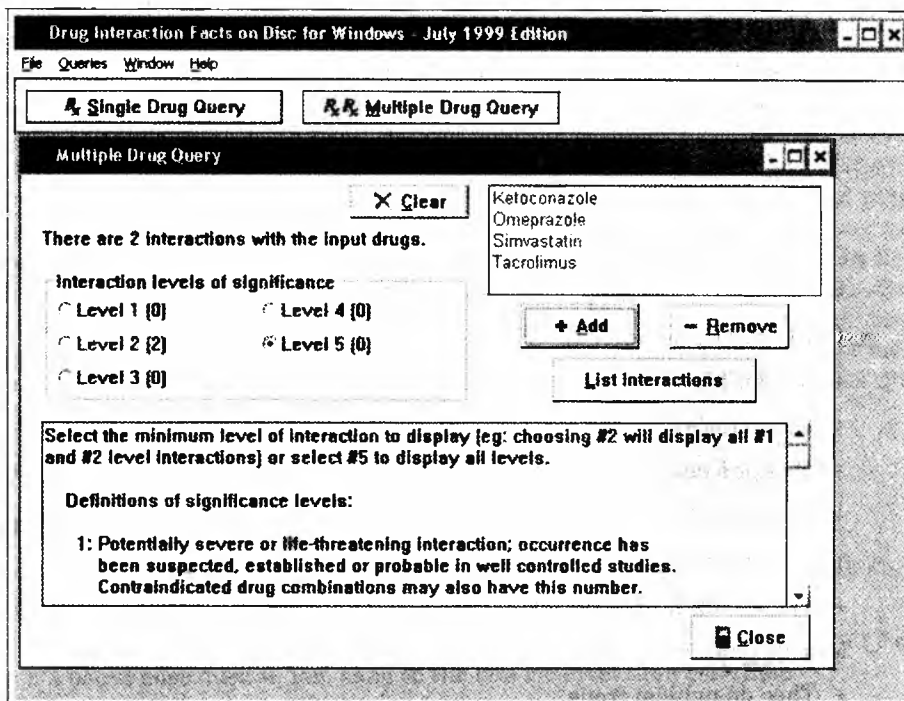 Drug Interaction Facts on Disc for Windows - July 1999 Edition
File Queries Window Help
Rx Single Drug Query RxRx Multiple Drug Query
Multiple Drug Query
Clear
Ketoconazole
Omeprazole
Simvastatin
Tacrolimus
There are 2 interactions with the input drugs.
Interaction levels of significance
Level 1 (0) Level 4 (0)
Level 2 (2) Level 5 (0)
Level 3 (0)
+ Add - Remove
List Interactions
Select the minimum level of interaction to display (eg: choosing #2 will display all #1
and #2 level interactions) or select #5 to display all levels.
Definitions of significance levels:
1: Potentially severe or life-threatening interaction; occurrence has
been suspected, established or probable in well controlled studies.
Contraindicated drug combinations may also have this number.
Close